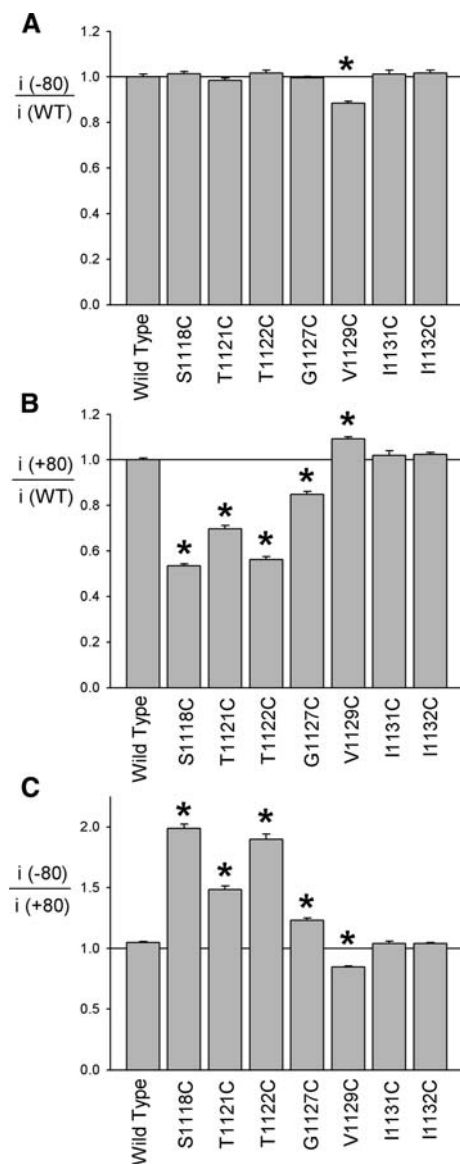 A
1.2
*
i (-80)
i (WT)
1.0
0.8
0.6
0.4
0.2
0.0
Wild Type
S1118C
T1121C
T1122C
G1127C
V1129C
I1131C
I1132C
B
1.2
*
i (+80)
i (WT)
1.0
*
0.8
*
0.6
* *
0.4
0.2
0.0
Wild Type
S1118C
T1121C
T1122C
G1127C
V1129C
I1131C
I1132C
C
* *
2.0
i (-80)
i (+80)
*
1.5
* *
1.0
0.5
0.0
Wild Type
S1118C
T1121C
T1122C
G1127C
V1129C
I1131C
I1132C